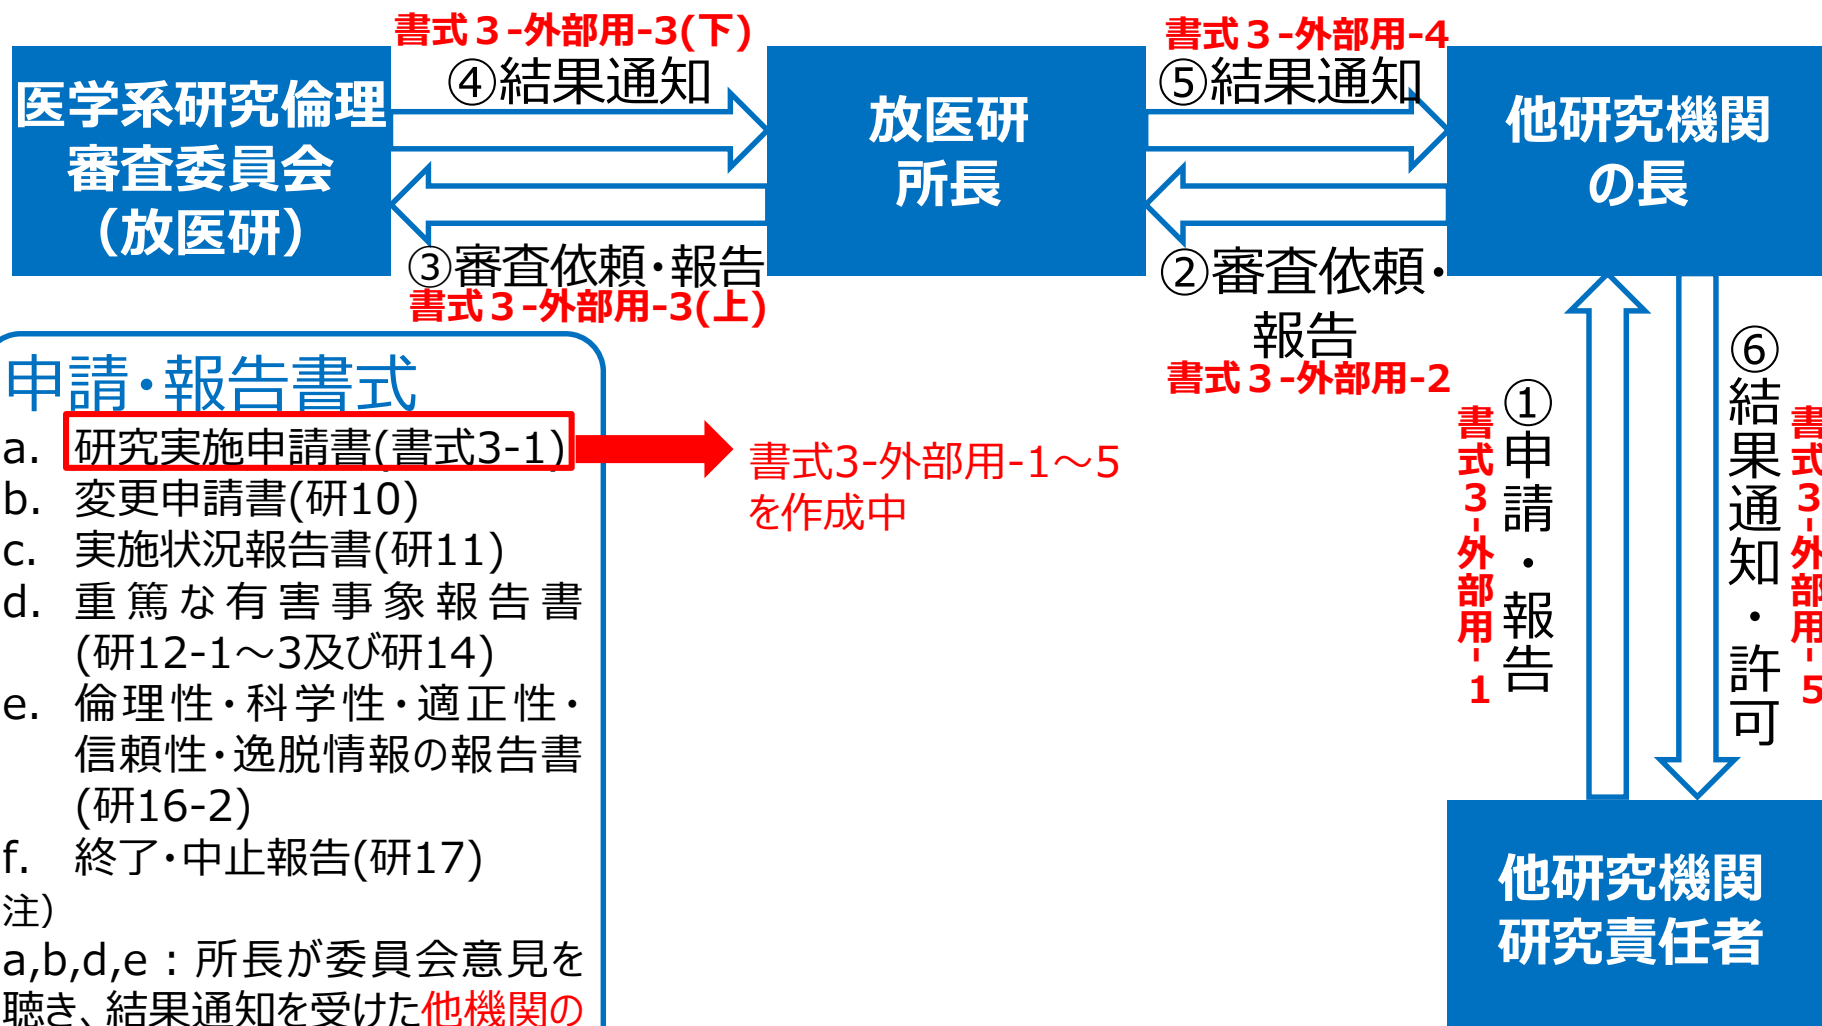 書式３-外部用-3(下)
④結果通知
書式３-外部用-4
⑤結果通知
医学系研究倫理
審査委員会
（放医研）
放医研
所長
他研究機関
の長
③審査依頼・報告
書式３-外部用-3(上)
②審査依頼・
報告
書式３-外部用-2
書式３-外部用-1
①申請・報告
⑥結果通知・許可
書式３-外部用-5
申請・報告書式
a. 研究実施申請書(書式3-1)
b. 変更申請書(研10)
c. 実施状況報告書(研11)
d. 重篤な有害事象報告書
(研12-1～3及び研14)
e. 倫理性・科学性・適正性・
信頼性・逸脱情報の報告書
(研16-2)
f. 終了・中止報告(研17)
注）
a,b,d,e：所長が委員会意見を
聴き、結果通知を受けた他機関の
書式3-外部用-1～5
を作成中
他研究機関
研究責任者